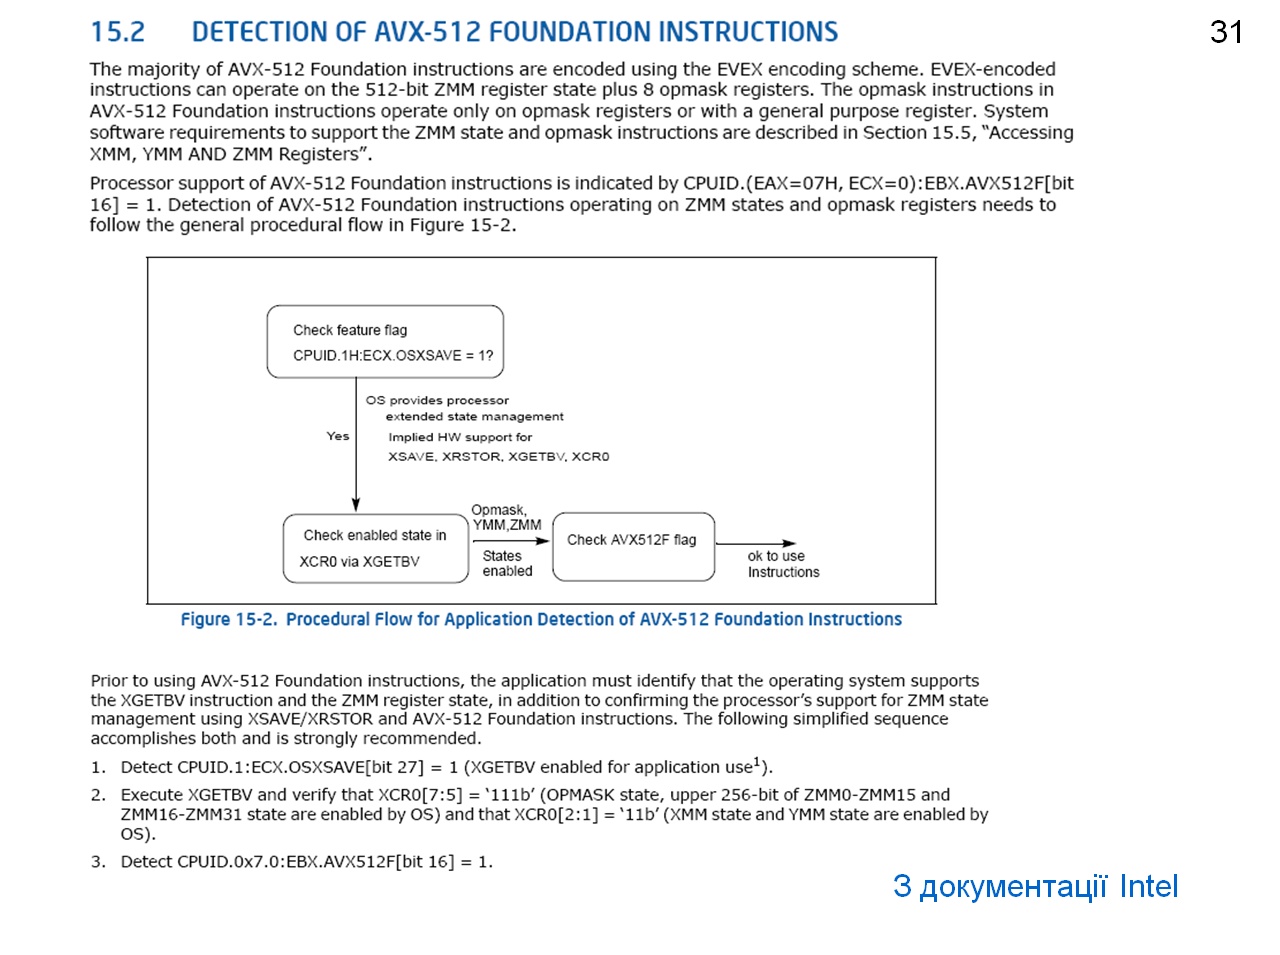 15.2 DETECTION OF AVX-512 FOUNDATION INSTRUCTIONS
31
The majority of AVX-512 Foundation instructions are encoded using the EVEX encoding scheme. EVEX-encoded
instructions can operate on the 512-bit ZMM register state plus 8 opmask registers. The opmask instructions in
AVX-512 Foundation instructions operate only on opmask registers or with a general purpose register. System
software requirements to support the ZMM state and opmask instructions are described in Section 15.5, “Accessing
XMM, YMM AND ZMM Registers”.
Processor support of AVX-512 Foundation instructions is indicated by CPUID.(EAX=07H, ECX=0):EBX.AVX512F[bit
16] = 1. Detection of AVX-512 Foundation instructions operating on ZMM states and opmask registers needs to
follow the general procedural flow in Figure 15-2.
Check feature flag
CPUID.1H:ECX.OSXSAVE = 1?
OS provides processor
extended state management
Yes
Implied HW support for
XSAVE, XRSTOR, XGETBV, XCR0
Check enabled state in
XCR0 via XGETBV
Opmask,
YMM,ZMM
States
enabled
Check AVX512F flag
ok to use
Instructions
Figure 15-2. Procedural Flow for Application Detection of AVX-512 Foundation Instructions
Prior to using AVX-512 Foundation instructions, the application must identify that the operating system supports
the XGETBV instruction and the ZMM register state, in addition to confirming the processor’s support for ZMM state
management using XSAVE/XRSTOR and AVX-512 Foundation instructions. The following simplified sequence
accomplishes both and is strongly recommended.
1. Detect CPUID.1:ECX.OSXSAVE[bit 27] = 1 (XGETBV enabled for application use¹).
2. Execute XGETBV and verify that XCR0[7:5] = ‘111b’ (OPMASK state, upper 256-bit of ZMM0-ZMM15 and
ZMM16-ZMM31 state are enabled by OS) and that XCR0[2:1] = ‘11b’ (XMM state and YMM state are enabled by
OS).
3. Detect CPUID.0x7.0:EBX.AVX512F[bit 16] = 1.
З документації Intel